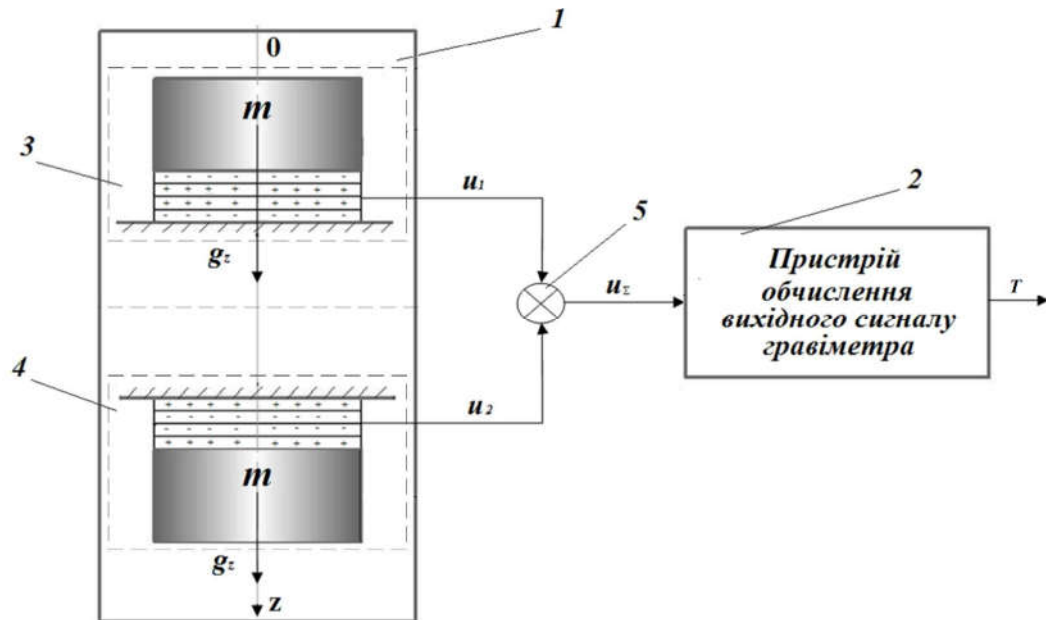 1
0
m
3
- - - - - - - -
+ + + + + + + +
+ + + + + + + +
- - - - - - - -
u₁
2
5
g_z
u_Σ
Пристрій
обчислення
вихідного сигналу
гравіметра
T
4
+ + + + + + + +
- - - - - - - -
- - - - - - - -
+ + + + + + + +
u₂
m
g_z
z